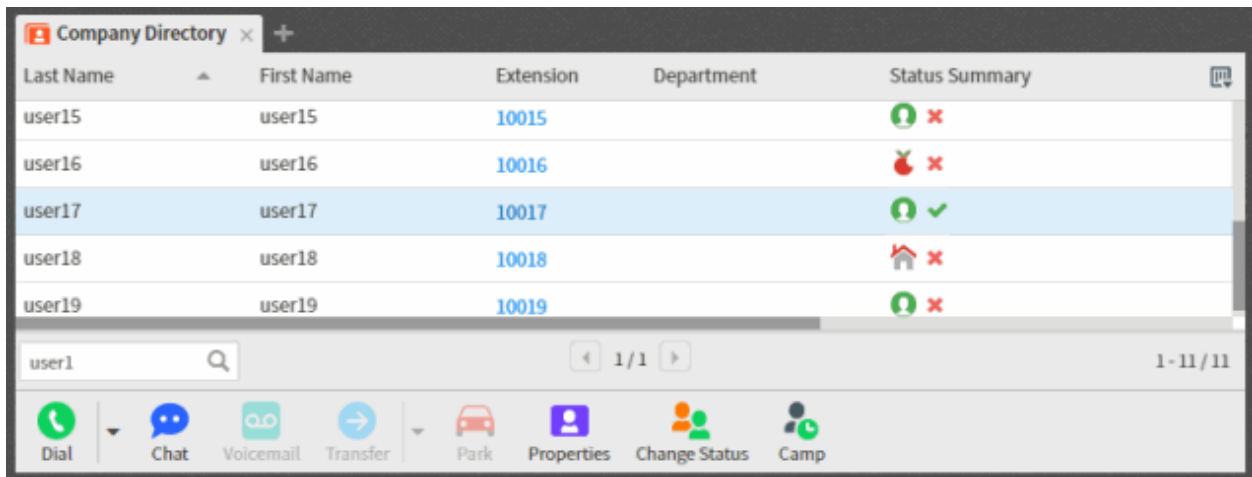 Company Directory
Last Name First Name Extension Department Status Summary
user15 user15 10015
user16 user16 10016
user17 user17 10017
user18 user18 10018
user19 user19 10019
user1 1/1 1-11/11
Dial Chat Voicemail Transfer Park Properties Change Status Camp